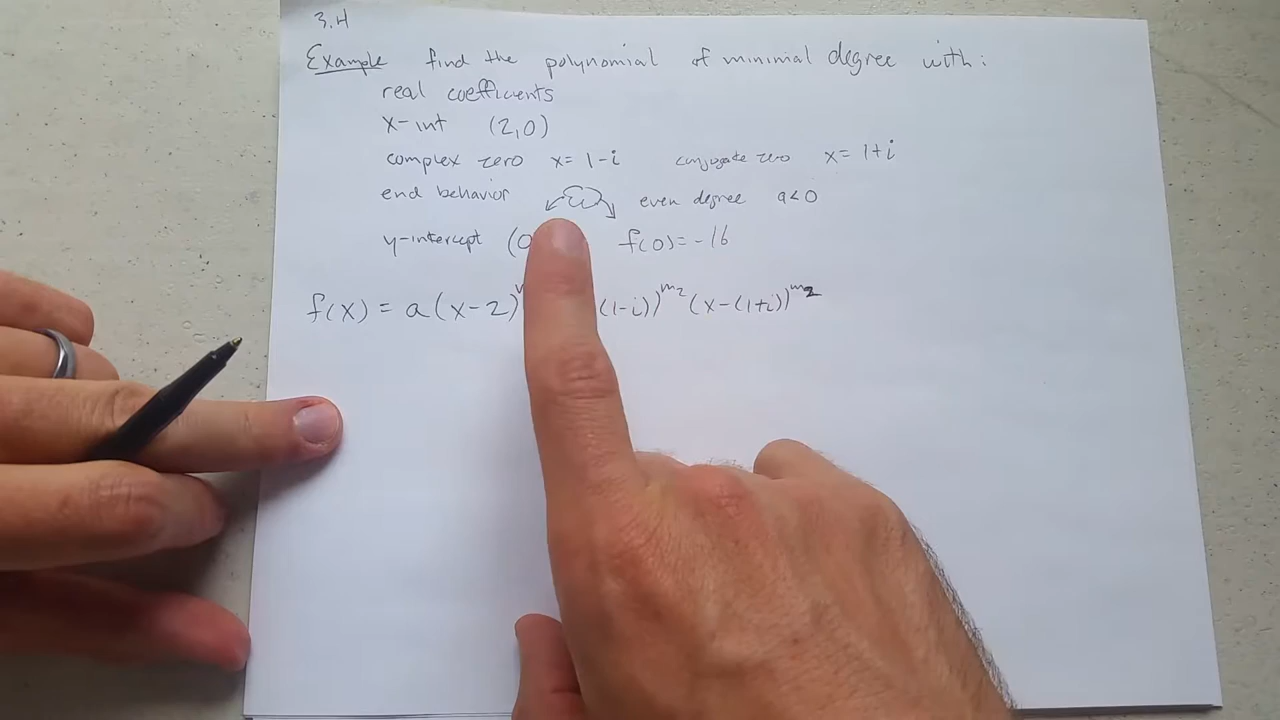 3.4
Example find the polynomial of minimal degree with:
real coefficients
x-int (2,0)
complex zero x = 1-i conjugate zero x = 1+i
end behavior even degree a<0
y-intercept (0 f(0) = -16
f(x) = a(x-2) (1-i))^m₂ (x-(1+i))^m₂